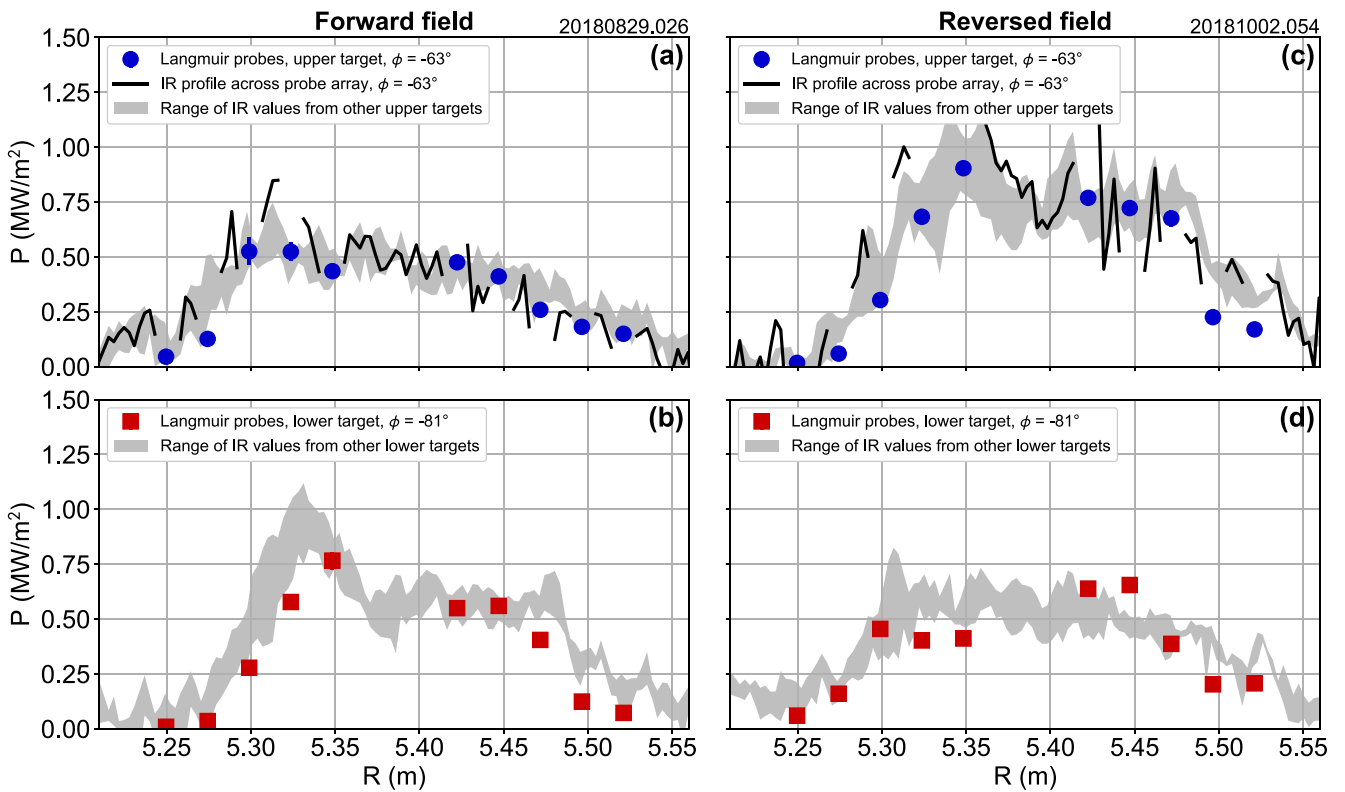 Forward field
20180829.026
Reversed field
20181002.054
1.50
1.25
1.00
0.75
0.50
0.25
0.00
P (MW/m²)
Langmuir probes, upper target, ϕ = -63°
IR profile across probe array, ϕ = -63°
Range of IR values from other upper targets
(a)
Langmuir probes, upper target, ϕ = -63°
IR profile across probe array, ϕ = -63°
Range of IR values from other upper targets
(c)
1.50
1.25
1.00
0.75
0.50
0.25
0.00
P (MW/m²)
Langmuir probes, lower target, ϕ = -81°
Range of IR values from other lower targets
(b)
5.25 5.30 5.35 5.40 5.45 5.50 5.55
R (m)
Langmuir probes, lower target, ϕ = -81°
Range of IR values from other lower targets
(d)
5.25 5.30 5.35 5.40 5.45 5.50 5.55
R (m)